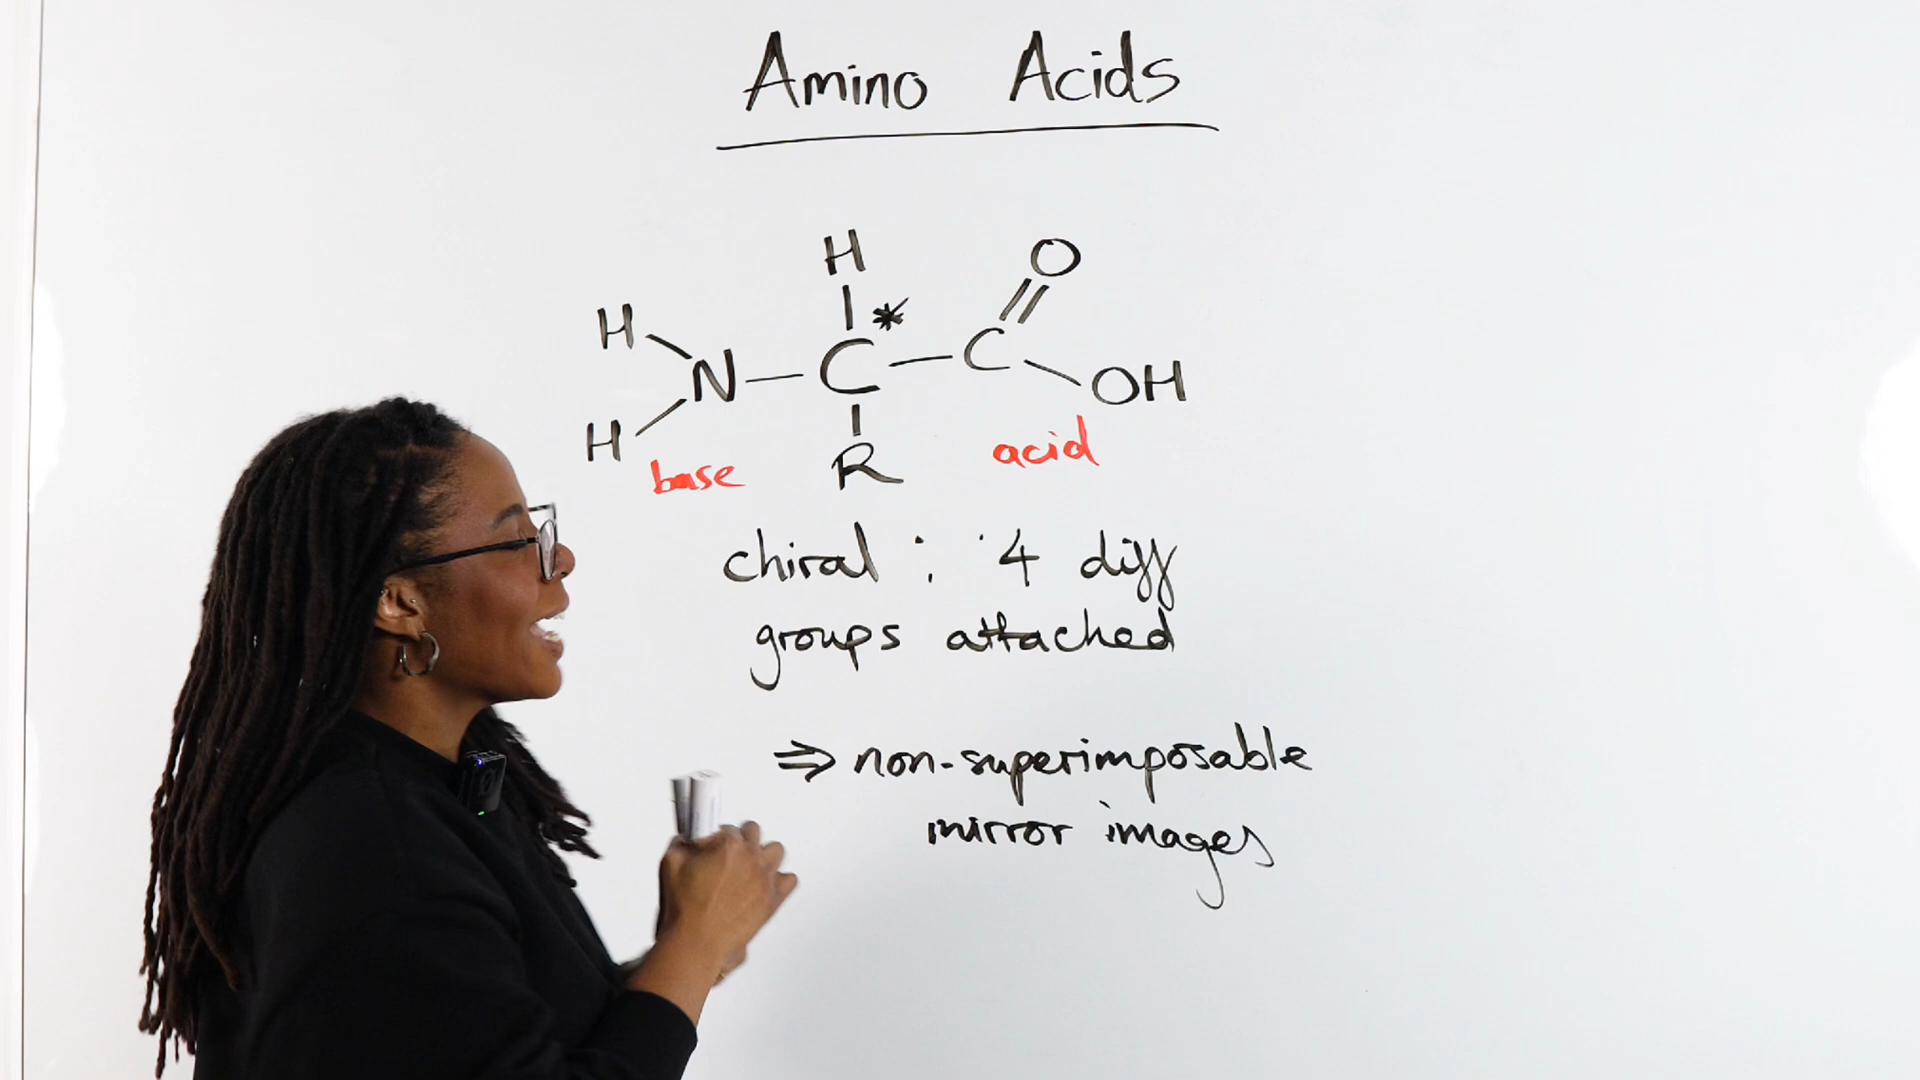 Amino Acids
H O
H *
N C C
H R OH
base acid
chiral : 4 diff
groups attached
⇒ non-superimposable
mirror images